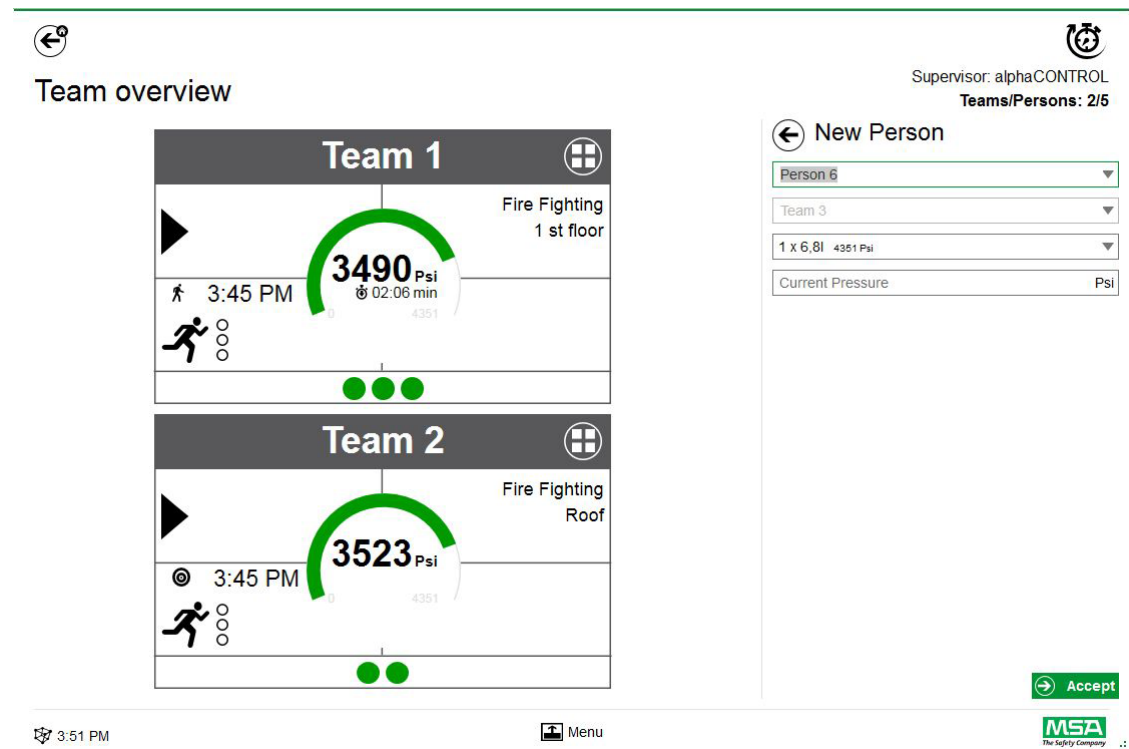 Team overview
Supervisor: alphaCONTROL
Teams/Persons: 2/5
Team 1
Fire Fighting
1 st floor
3490 Psi
02:06 min
3:45 PM
0 4351
Team 2
Fire Fighting
Roof
3523 Psi
3:45 PM
0 4351
New Person
Person 6
Team 3
1 x 6,8l 4351 Psi
Current Pressure Psi
Accept
3:51 PM
Menu
MSA
The Safety Company